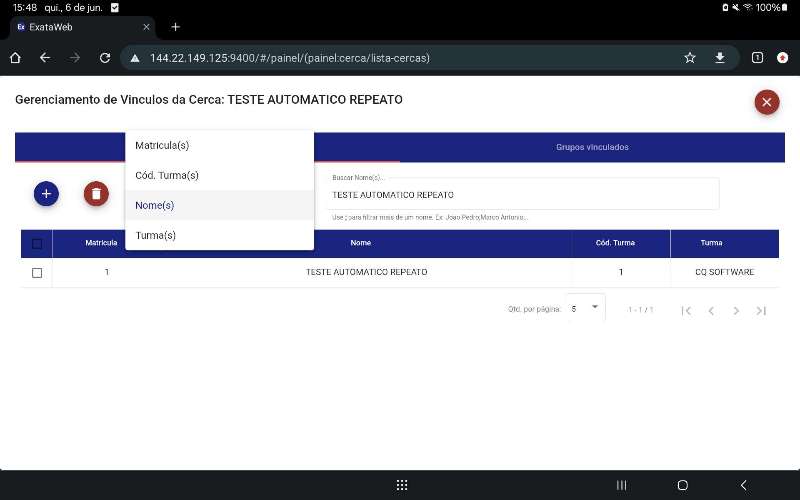 15:48 qui., 6 de jun. 100%
Ex ExataWeb
144.22.149.125:9400/#/painel/(painel:cerca/lista-cercas) 1
Gerenciamento de Vinculos da Cerca: TESTE AUTOMATICO REPEATO
Grupos vinculados
Matricula(s)
Cód. Turma(s)
Nome(s)
Turma(s)
Buscar Nome(s)...
TESTE AUTOMATICO REPEATO
Use ; para filtrar mais de um nome. Ex: Joao Pedro;Marco Antonio...
Matricula Nome Cód. Turma Turma
1 TESTE AUTOMATICO REPEATO 1 CQ SOFTWARE
Qtd. por página: 5 1 - 1 / 1